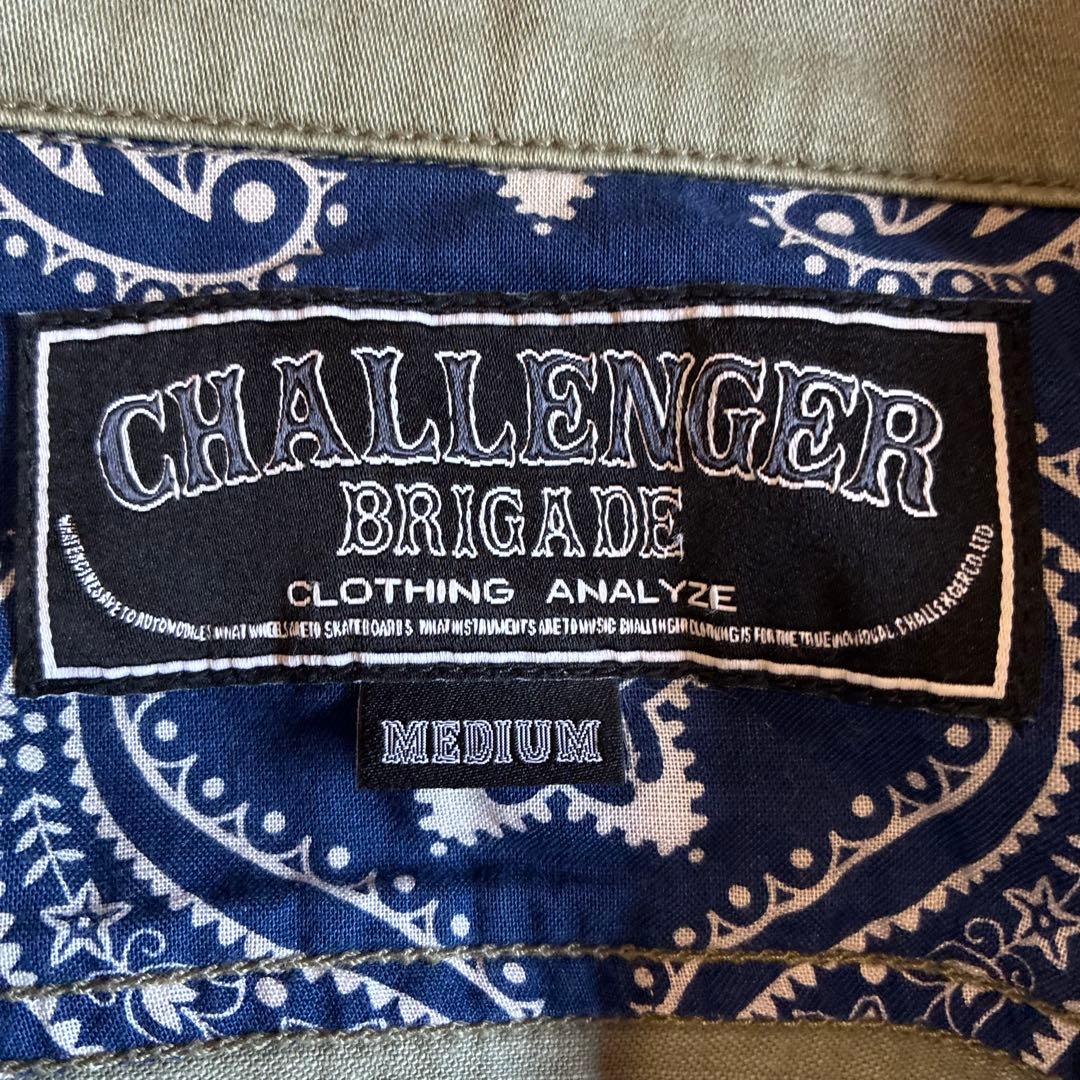 CHALLENGER
BRIGADE
CLOTHING ANALYZE
WHAT ENGINES ARE TO AUTOMOBILES WHAT WHEELS ARE TO SKATEBOARDS WHAT INSTRUMENTS ARE TO MUSIC CHALLENGER CLOTHING IS FOR THE TRUE INDIVIDUAL CHALLENGER CO.LTD
MEDIUM